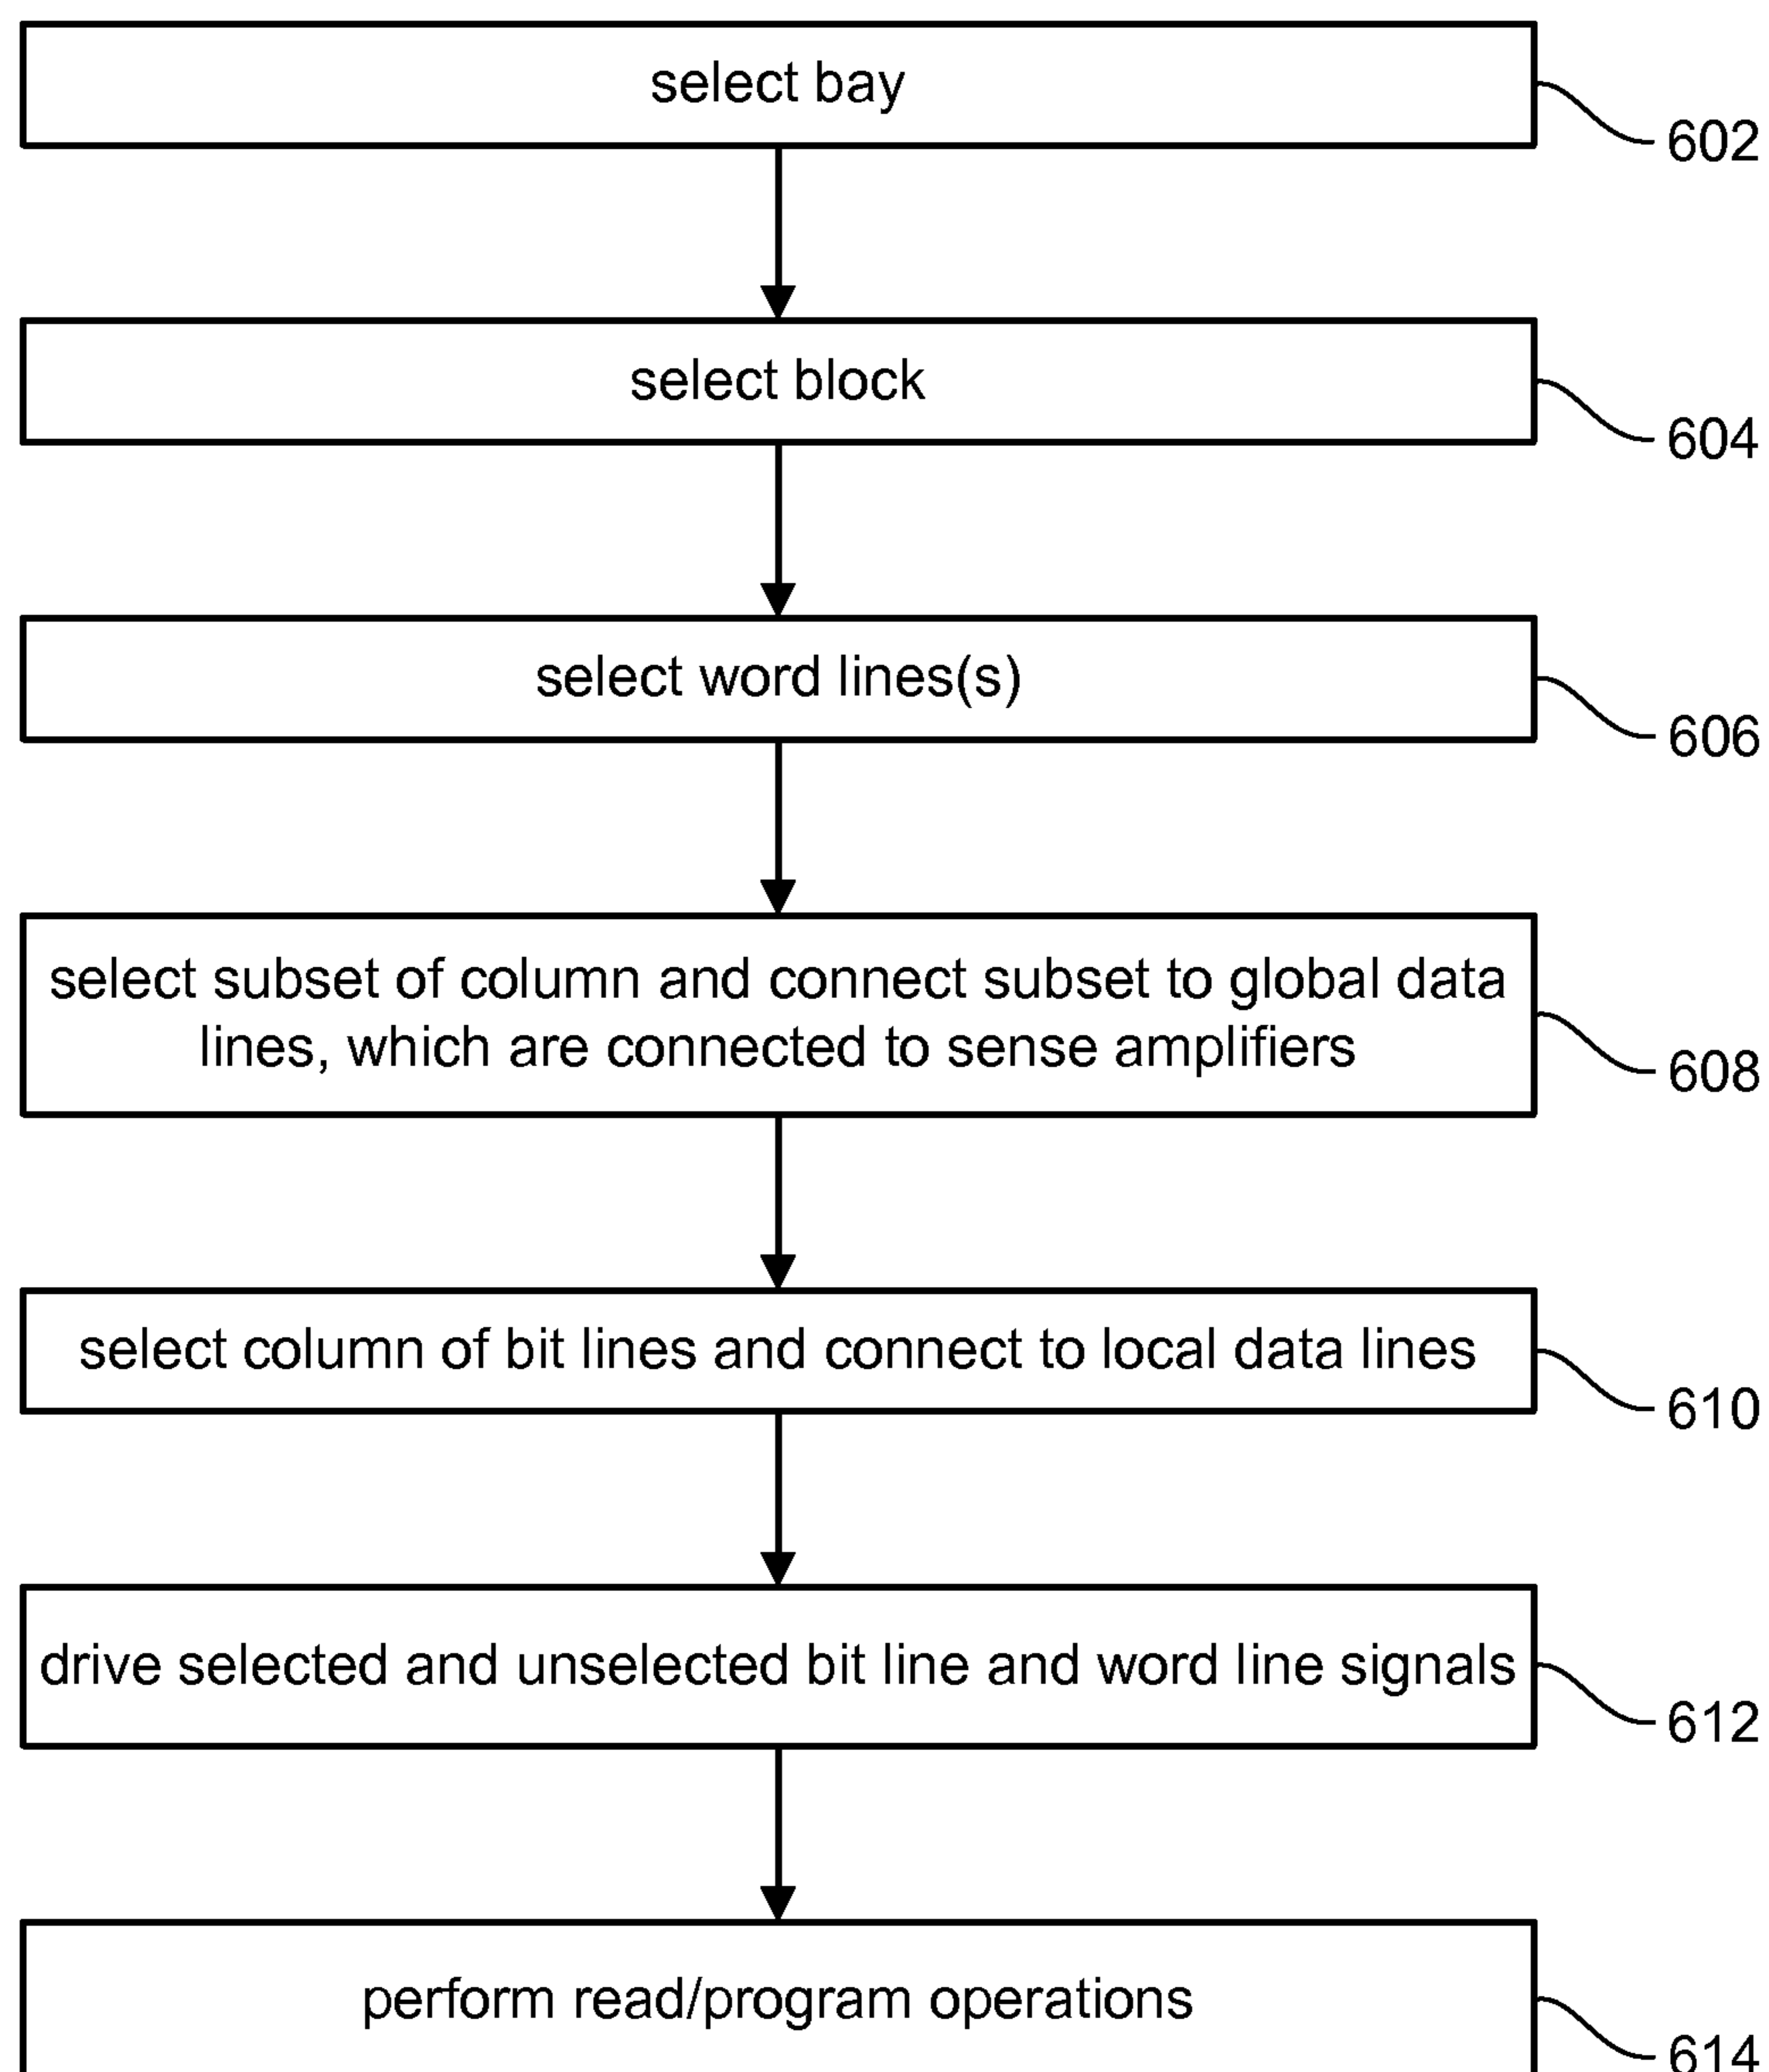 select bay
602
select block
604
select word lines(s)
606
select subset of column and connect subset to global data
lines, which are connected to sense amplifiers
608
select column of bit lines and connect to local data lines
610
drive selected and unselected bit line and word line signals
612
perform read/program operations
614